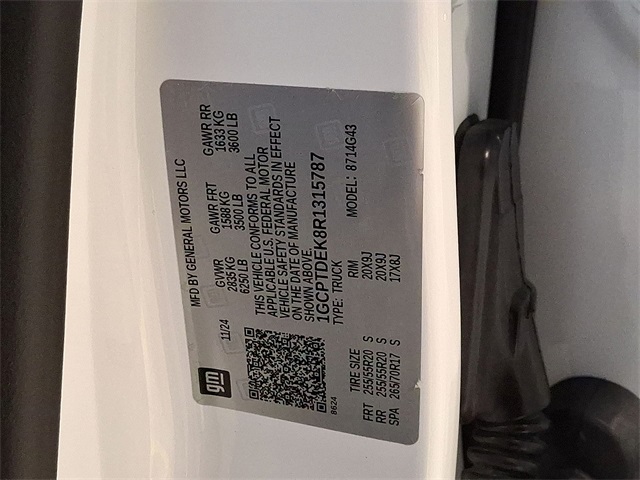 gm
MFD BY GENERAL MOTORS LLC
11/24
GVWR GAWR FRT GAWR RR
2835 KG 1588 KG 1633 KG
6250 LB 3500 LB 3600 LB
THIS VEHICLE CONFORMS TO ALL
APPLICABLE U.S. FEDERAL MOTOR
VEHICLE SAFETY STANDARDS IN EFFECT
ON THE DATE OF MANUFACTURE
SHOWN ABOVE.
1GCPTDEK8R1315787
8624
TYPE: TRUCK MODEL: 8714G43
TIRE SIZE RIM
FRT 255/55R20 S 20X9J
RR 255/55R20 S 20X9J
SPA 265/70R17 S 17X8J